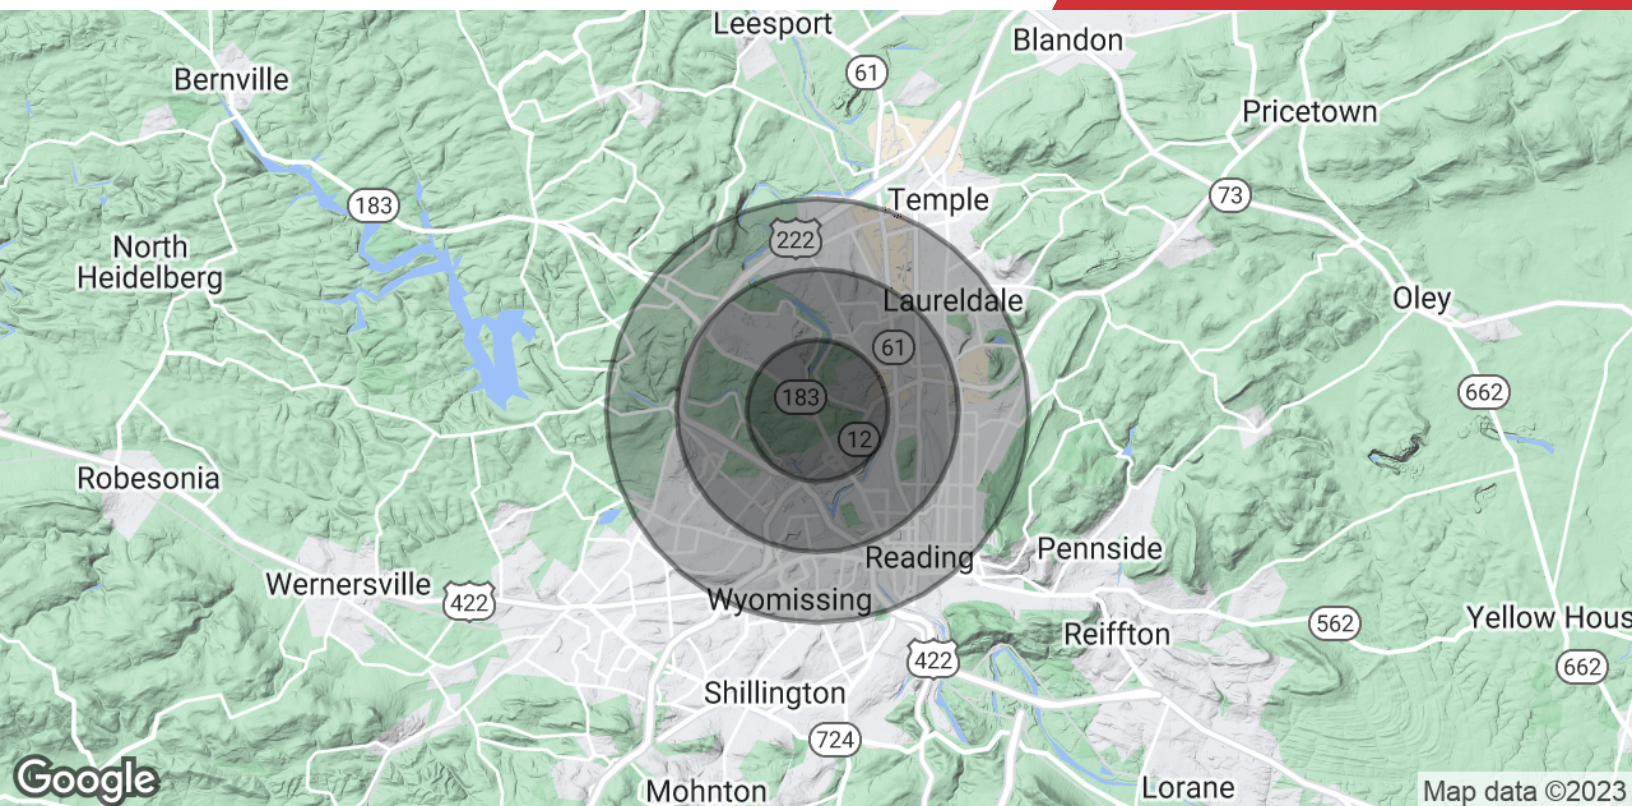 Leesport
Blandon
61
Bernville
Pricetown
183
73
Temple
222
North
Heidelberg
Laureldale
Oley
61
183
662
12
Robesonia
Reading
Pennside
Wernersville
422
Wyomissing
562
Yellow Hous
Reiffton
422
662
Shillington
724
Google
Mohnton
Lorane
Map data ©2023